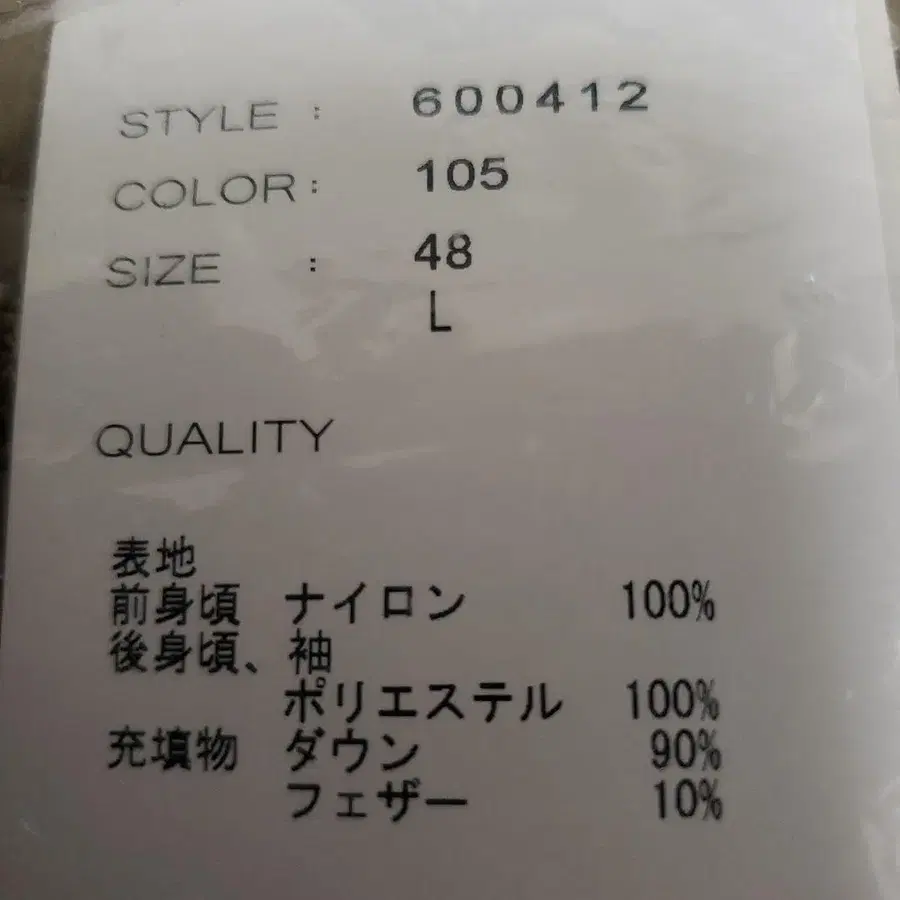 STYLE : 600412
COLOR: 105
SIZE : 48
L
QUALITY
表地
前身頃 ナイロン 100%
後身頃、袖
ポリエステル 100%
充填物 ダウン 90%
フェザー 10%